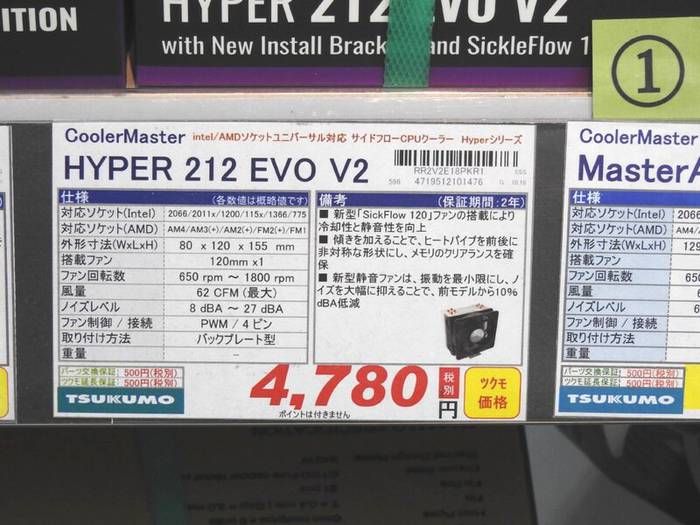 ITION
HYPER 212 EVO V2
with New Install Brack and SickleFlow 1
①
CoolerMaster intel/AMDソケットユニバーサル対応 サイドフローCPUクーラー Hyperシリーズ
HYPER 212 EVO V2
RR2V2E18PKR1
596 4719512101476
仕様 (各数値は概略値です)
対応ソケット(Intel) 2066/2011x/1200/115x/1366/775
対応ソケット(AMD) AM4/AM3(+)/AM2(+)/FM2(+)/FM1
外形寸法(WxLxH) 80 x 120 x 155 mm
搭載ファン 120mm x1
ファン回転数 650 rpm ～ 1800 rpm
風量 62 CFM (最大)
ノイズレベル 8 dBA ～ 27 dBA
ファン制御 / 接続 PWM / 4ピン
取り付け方法 バックプレート型
重量 -
備考 (保証期間:2年)
■ 新型「SickFlow 120」ファンの搭載により
冷却性と静音性を向上
■ 傾きを加えることで、ヒートパイプを前後に
非対称な形状にし、メモリのクリアランスを確
保
■ 新型静音ファンは、振動を最小限にし、ノ
イズを大幅に抑えることで、前モデルから10%
dBA低減
パーツ交換保証: 500円(税別)
ツクモ延長保証: 500円(税別)
TSUKUMO
4,780
税別
円
ポイントは付きません
ツクモ
価格
CoolerMaster
MasterA
仕様
対応ソケット(Intel)
対応ソケット(AMD)
外形寸法(WxLxH)
搭載ファン
ファン回転数
風量
ノイズレベル
ファン制御 / 接続
取り付け方法
重量
パーツ交換保証: 500円(税別)
ツクモ延長保証: 500円(税別)
TSUKUMO